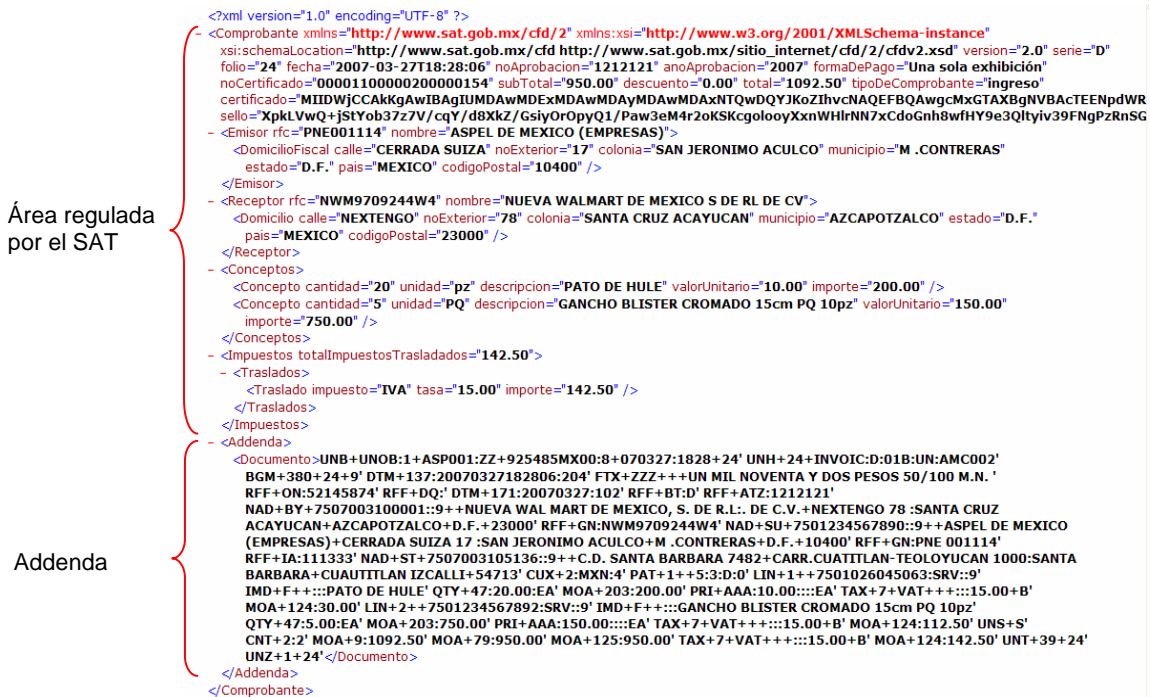 <?xml version="1.0" encoding="UTF-8" ?>
- <Comprobante xmlns="http://www.sat.gob.mx/cfd/2" xmlns:xsi="http://www.w3.org/2001/XMLSchema-instance"
xsi:schemaLocation="http://www.sat.gob.mx/cfd http://www.sat.gob.mx/sitio_internet/cfd/2/cfdv2.xsd" version="2.0" serie="D"
folio="24" fecha="2007-03-27T18:28:06" noAprobacion="1212121" anoAprobacion="2007" formaDePago="Una sola exhibición"
noCertificado="00001100000200000154" subTotal="950.00" descuento="0.00" total="1092.50" tipoDeComprobante="ingreso"
certificado="MIIDWjCCAkKgAwIBAgIUMDAwMDExMDAwMDAyMDAwMDAxNTQwDQYJKoZIhvcNAQEFBQAwgcMxGTAXBgNVBAcTEENpdWR
sello="XpkLVwQ+jStYob37z7V/cqY/d8XkZ/GsiyOrOpyQ1/Paw3eM4r2oKSKcgolooyXxnWHlrNN7xCdoGnh8wfHY9e3Qltyiv39FNgPzRnSG
- <Emisor rfc="PNE001114" nombre="ASPEL DE MEXICO (EMPRESAS)">
<DomicilioFiscal calle="CERRADA SUIZA" noExterior="17" colonia="SAN JERONIMO ACULCO" municipio="M .CONTRERAS"
estado="D.F." pais="MEXICO" codigoPostal="10400" />
</Emisor>
- <Receptor rfc="NWM9709244W4" nombre="NUEVA WALMART DE MEXICO S DE RL DE CV">
<Domicilio calle="NEXTENGO" noExterior="78" colonia="SANTA CRUZ ACAYUCAN" municipio="AZCAPOTZALCO" estado="D.F."
pais="MEXICO" codigoPostal="23000" />
</Receptor>
- <Conceptos>
<Concepto cantidad="20" unidad="pz" descripcion="PATO DE HULE" valorUnitario="10.00" importe="200.00" />
<Concepto cantidad="5" unidad="PQ" descripcion="GANCHO BLISTER CROMADO 15cm PQ 10pz" valorUnitario="150.00"
importe="750.00" />
</Conceptos>
- <Impuestos totalImpuestosTrasladados="142.50">
- <Traslados>
<Traslado impuesto="IVA" tasa="15.00" importe="142.50" />
</Traslados>
</Impuestos>
Área regulada
por el SAT
- <Addenda>
<Documento>UNB+UNOB:1+ASP001:ZZ+925485MX00:8+070327:1828+24' UNH+24+INVOIC:D:01B:UN:AMC002'
BGM+380+24+9' DTM+137:20070327182806:204' FTX+ZZZ+++UN MIL NOVENTA Y DOS PESOS 50/100 M.N. '
RFF+ON:52145874' RFF+DQ:' DTM+171:20070327:102' RFF+BT:D' RFF+ATZ:1212121'
NAD+BY+7507003100001::9++NUEVA WAL MART DE MEXICO, S. DE R.L:. DE C.V.+NEXTENGO 78 :SANTA CRUZ
ACAYUCAN+AZCAPOTZALCO+D.F.+23000' RFF+GN:NWM9709244W4' NAD+SU+7501234567890::9++ASPEL DE MEXICO
(EMPRESAS)+CERRADA SUIZA 17 :SAN JERONIMO ACULCO+M .CONTRERAS+D.F.+10400' RFF+GN:PNE 001114'
RFF+IA:111333' NAD+ST+7507003105136::9++C.D. SANTA BARBARA 7482+CARR.CUATITLAN-TEOLOYUCAN 1000:SANTA
BARBARA+CUAUTITLAN IZCALLI+54713' CUX+2:MXN:4' PAT+1++5:3:D:0' LIN+1++7501026045063:SRV::9'
IMD+F++:::PATO DE HULE' QTY+47:20.00:EA' MOA+203:200.00' PRI+AAA:10.00::::EA' TAX+7+VAT+++:::15.00+B'
MOA+124:30.00' LIN+2++7501234567892:SRV::9' IMD+F++:::GANCHO BLISTER CROMADO 15cm PQ 10pz'
QTY+47:5.00:EA' MOA+203:750.00' PRI+AAA:150.00::::EA' TAX+7+VAT+++:::15.00+B' MOA+124:112.50' UNS+S'
CNT+2:2' MOA+9:1092.50' MOA+79:950.00' MOA+125:950.00' TAX+7+VAT+++:::15.00+B' MOA+124:142.50' UNT+39+24'
UNZ+1+24'</Documento>
</Addenda>
</Comprobante>
Addenda